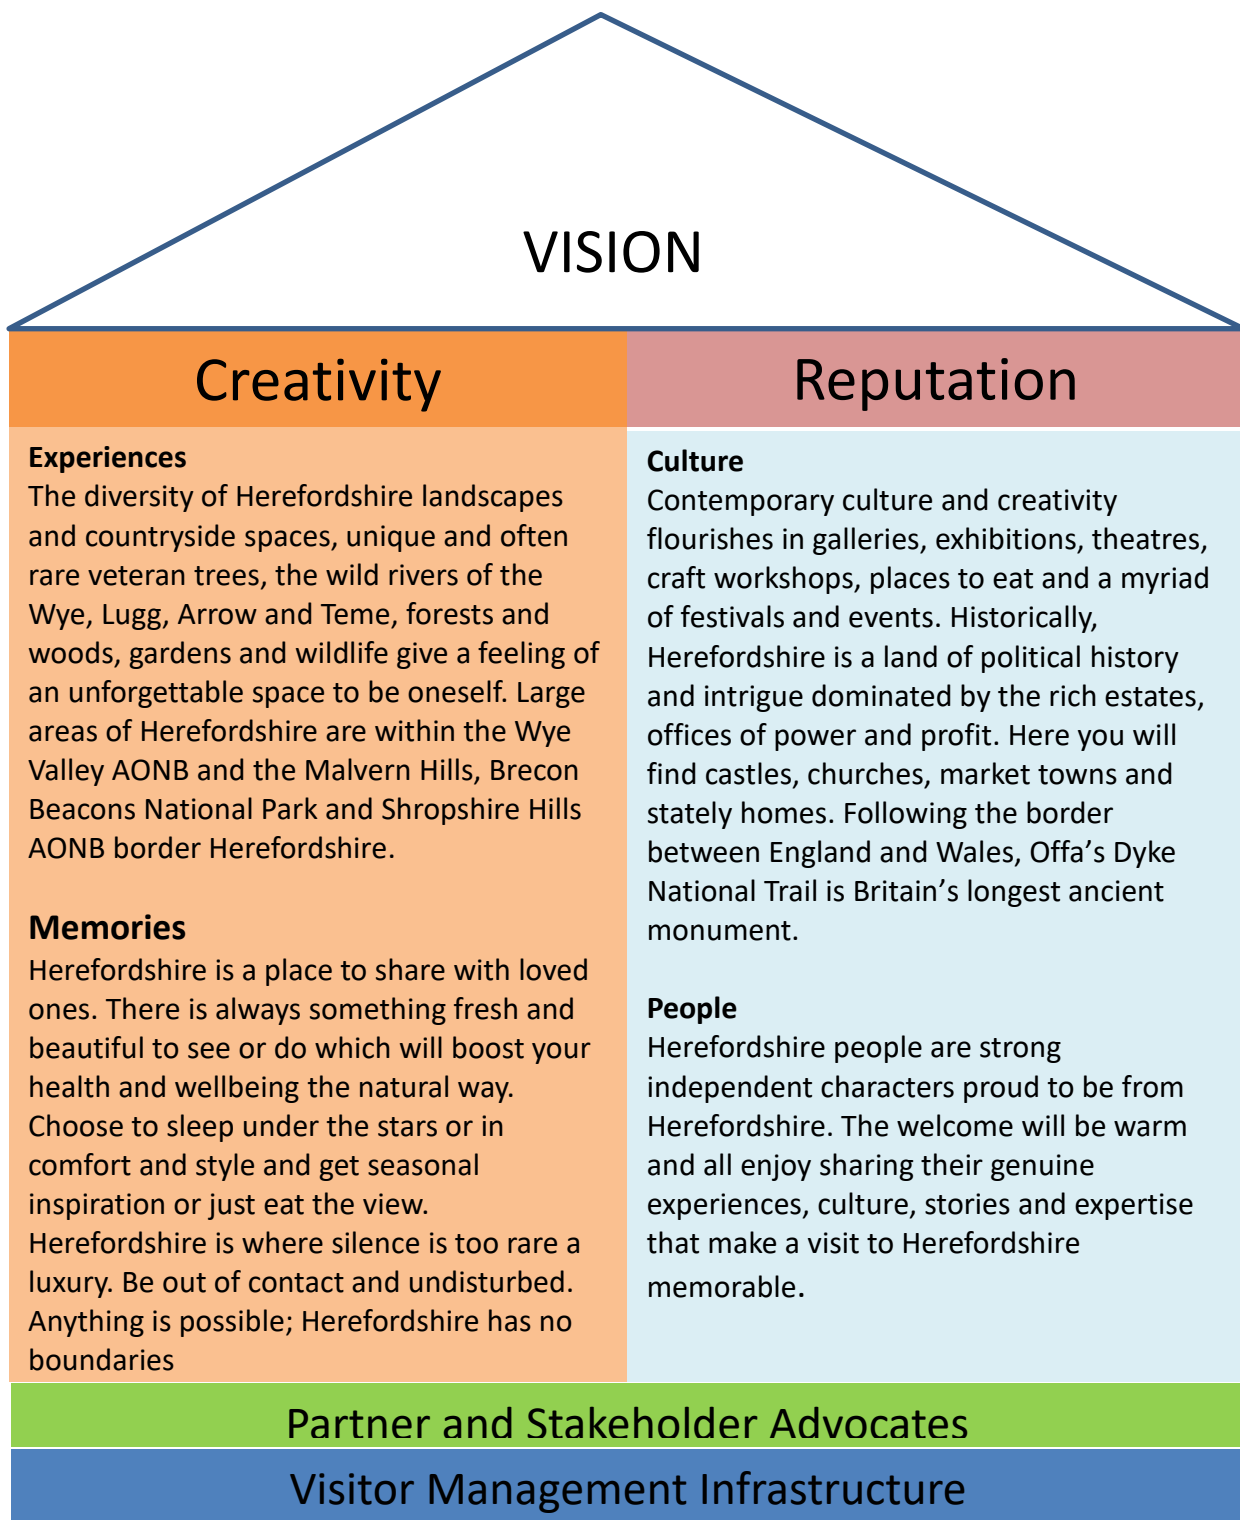 VISION
Creativity
Experiences
The diversity of Herefordshire landscapes
and countryside spaces, unique and often
rare veteran trees, the wild rivers of the
Wye, Lugg, Arrow and Teme, forests and
woods, gardens and wildlife give a feeling of
an unforgettable space to be oneself. Large
areas of Herefordshire are within the Wye
Valley AONB and the Malvern Hills, Brecon
Beacons National Park and Shropshire Hills
AONB border Herefordshire.
Memories
Herefordshire is a place to share with loved
ones. There is always something fresh and
beautiful to see or do which will boost your
health and wellbeing the natural way.
Choose to sleep under the stars or in
comfort and style and get seasonal
inspiration or just eat the view.
Herefordshire is where silence is too rare a
luxury. Be out of contact and undisturbed.
Anything is possible; Herefordshire has no
boundaries
Reputation
Culture
Contemporary culture and creativity
flourishes in galleries, exhibitions, theatres,
craft workshops, places to eat and a myriad
of festivals and events. Historically,
Herefordshire is a land of political history
and intrigue dominated by the rich estates,
offices of power and profit. Here you will
find castles, churches, market towns and
stately homes. Following the border
between England and Wales, Offa’s Dyke
National Trail is Britain’s longest ancient
monument.
People
Herefordshire people are strong
independent characters proud to be from
Herefordshire. The welcome will be warm
and all enjoy sharing their genuine
experiences, culture, stories and expertise
that make a visit to Herefordshire
memorable.
Partner and Stakeholder Advocates
Visitor Management Infrastructure